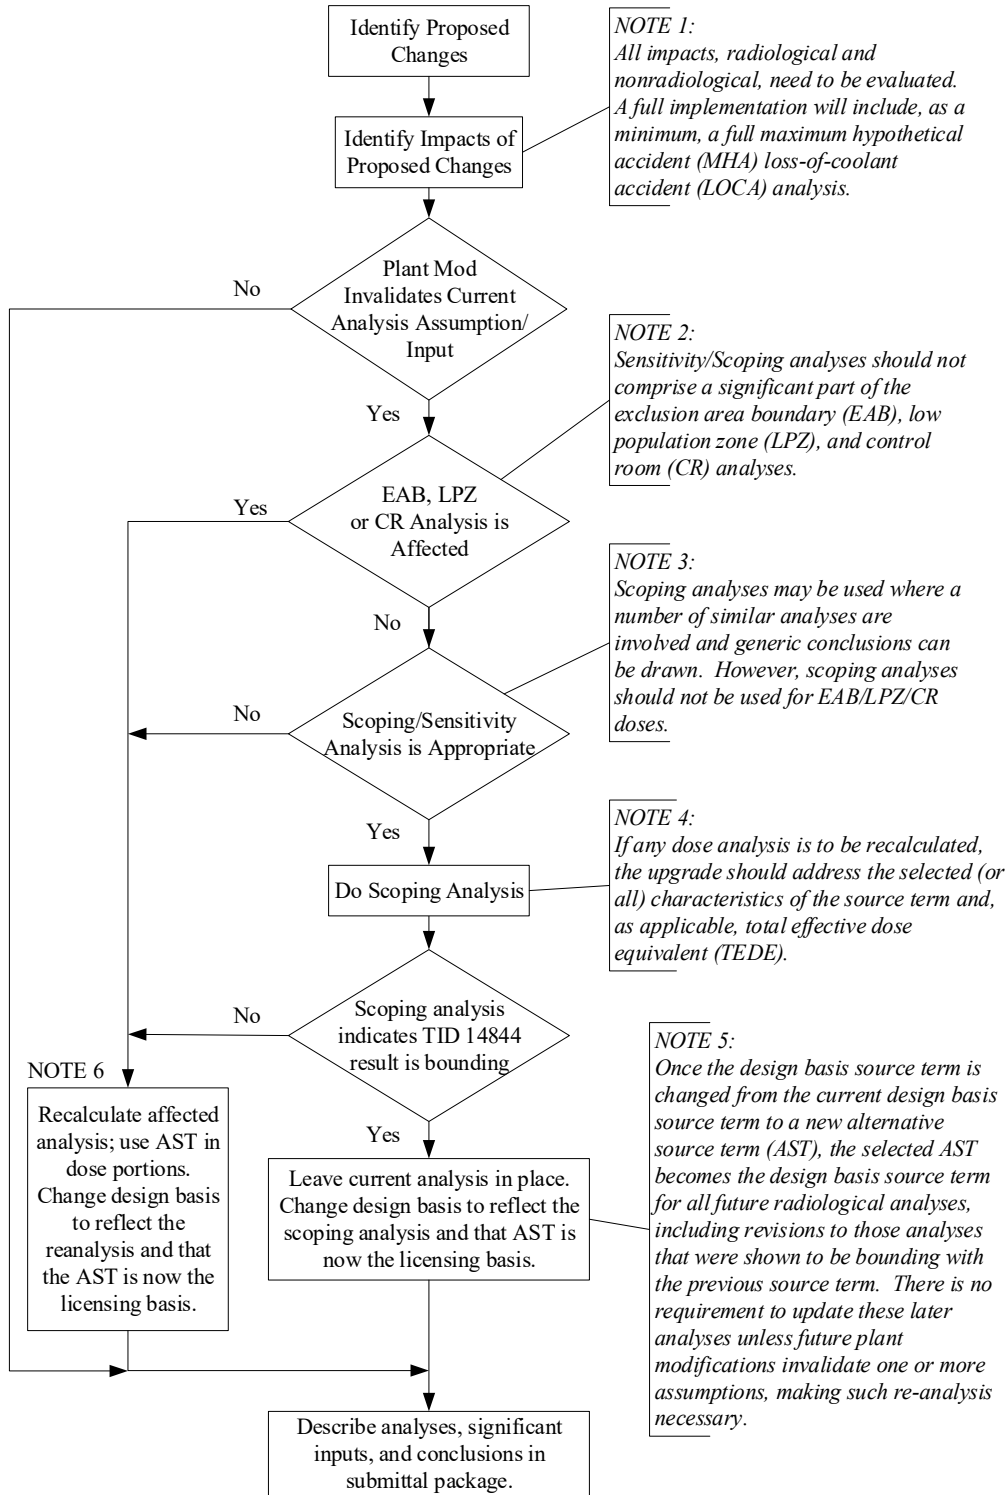 Identify Proposed
Changes
NOTE 1:
All impacts, radiological and
nonradiological, need to be evaluated.
A full implementation will include, as a
minimum, a full maximum hypothetical
accident (MHA) loss-of-coolant
accident (LOCA) analysis.
Identify Impacts of
Proposed Changes
Plant Mod
Invalidates Current
Analysis Assumption/
Input
No
Yes
NOTE 2:
Sensitivity/Scoping analyses should not
comprise a significant part of the
exclusion area boundary (EAB), low
population zone (LPZ), and control
room (CR) analyses.
EAB, LPZ
or CR Analysis is
Affected
Yes
No
NOTE 3:
Scoping analyses may be used where a
number of similar analyses are
involved and generic conclusions can
be drawn. However, scoping analyses
should not be used for EAB/LPZ/CR
doses.
Scoping/Sensitivity
Analysis is Appropriate
No
Yes
NOTE 4:
If any dose analysis is to be recalculated,
the upgrade should address the selected (or
all) characteristics of the source term and,
as applicable, total effective dose
equivalent (TEDE).
Do Scoping Analysis
Scoping analysis
indicates TID 14844
result is bounding
No
Yes
NOTE 5:
Once the design basis source term is
changed from the current design basis
source term to a new alternative
source term (AST), the selected AST
becomes the design basis source term
for all future radiological analyses,
including revisions to those analyses
that were shown to be bounding with
the previous source term. There is no
requirement to update these later
analyses unless future plant
modifications invalidate one or more
assumptions, making such re-analysis
necessary.
NOTE 6
Recalculate affected
analysis; use AST in
dose portions.
Change design basis
to reflect the
reanalysis and that
the AST is now the
licensing basis.
Leave current analysis in place.
Change design basis to reflect the
scoping analysis and that AST is
now the licensing basis.
Describe analyses, significant
inputs, and conclusions in
submittal package.